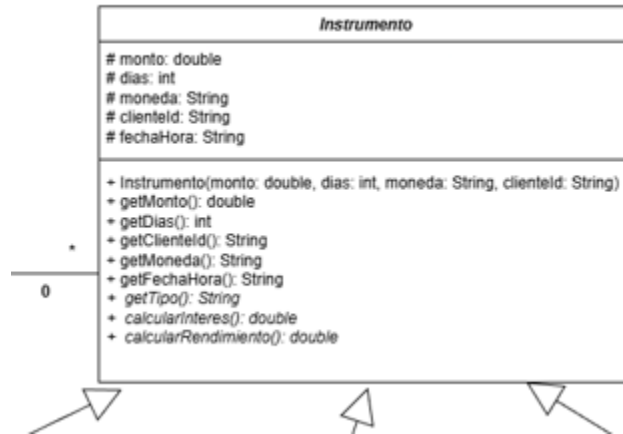 Instrumento
# monto: double
# dias: int
# moneda: String
# clienteId: String
# fechaHora: String
+ Instrumento(monto: double, dias: int, moneda: String, clienteId: String)
+ getMonto(): double
+ getDias(): int
+ getClienteId(): String
+ getMoneda(): String
+ getFechaHora(): String
+ getTipo(): String
+ calcularInteres(): double
+ calcularRendimiento(): double
*
0